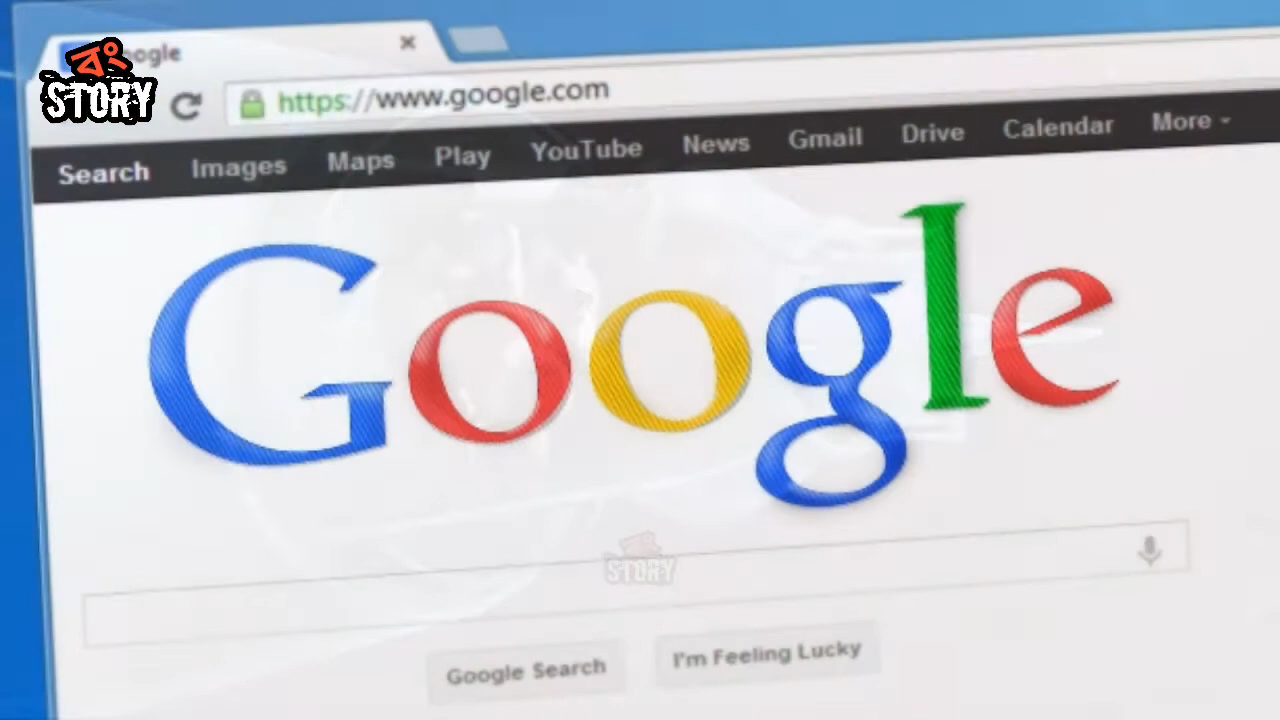 Google
বং
STORY
https://www.google.com
Search Images Maps Play YouTube News Gmail Drive Calendar More
Google
বং
STORY
Google Search I'm Feeling Lucky